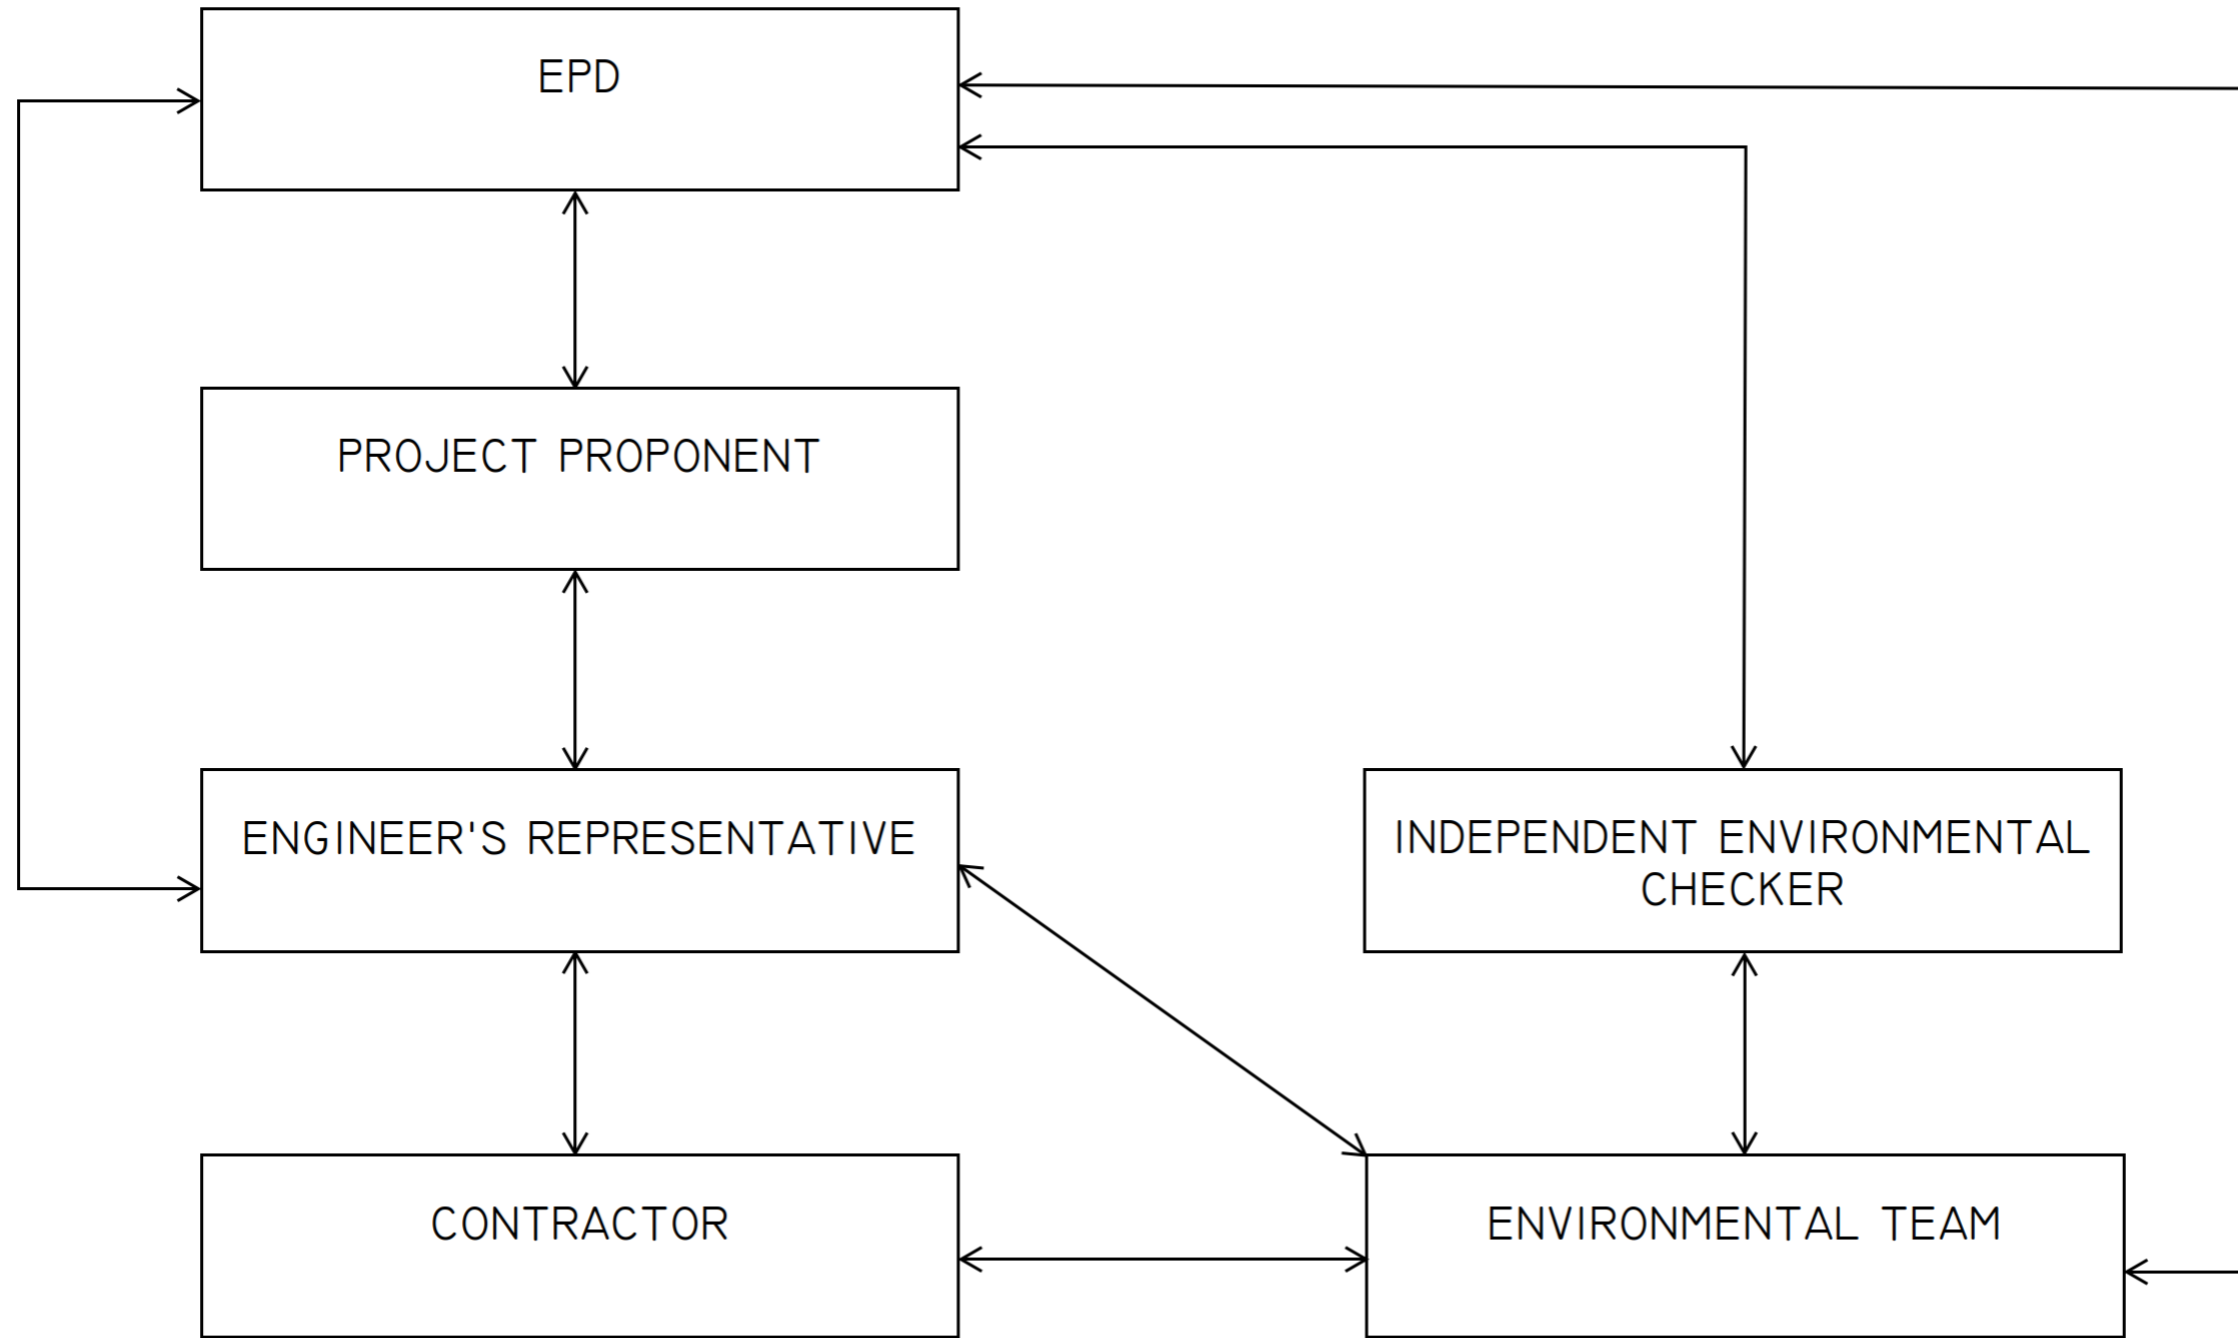 EPD
PROJECT PROPONENT
ENGINEER'S REPRESENTATIVE
INDEPENDENT ENVIRONMENTAL
CHECKER
CONTRACTOR
ENVIRONMENTAL TEAM